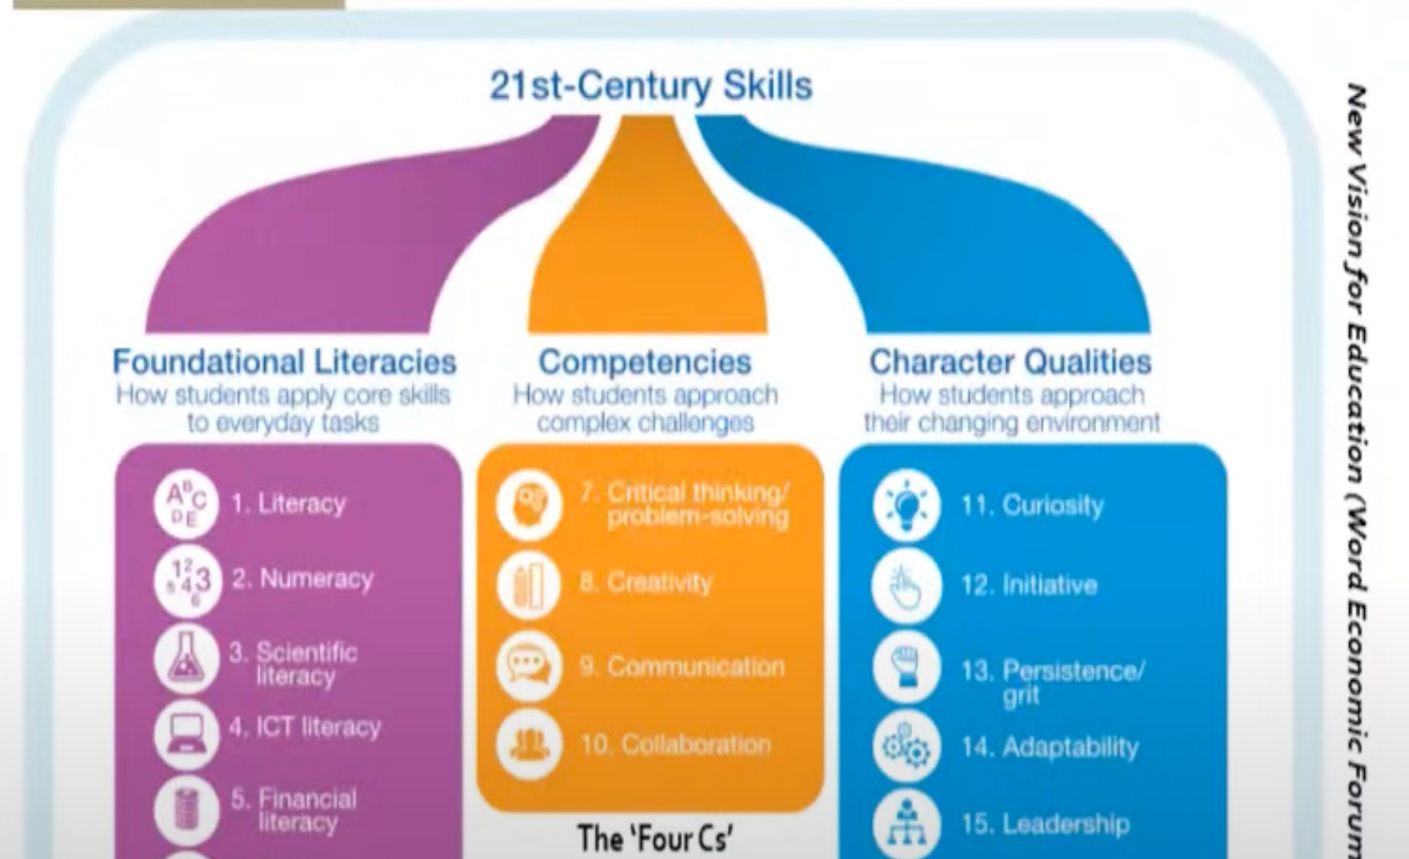 21st-Century Skills
Foundational Literacies
How students apply core skills
to everyday tasks
1. Literacy
2. Numeracy
3. Scientific
literacy
4. ICT literacy
5. Financial
literacy
Competencies
How students approach
complex challenges
7. Critical thinking/
problem-solving
8. Creativity
9. Communication
10. Collaboration
The 'Four Cs'
Character Qualities
How students approach
their changing environment
11. Curiosity
12. Initiative
13. Persistence/
grit
14. Adaptability
15. Leadership
New Vision for Education (Word Economic Forum